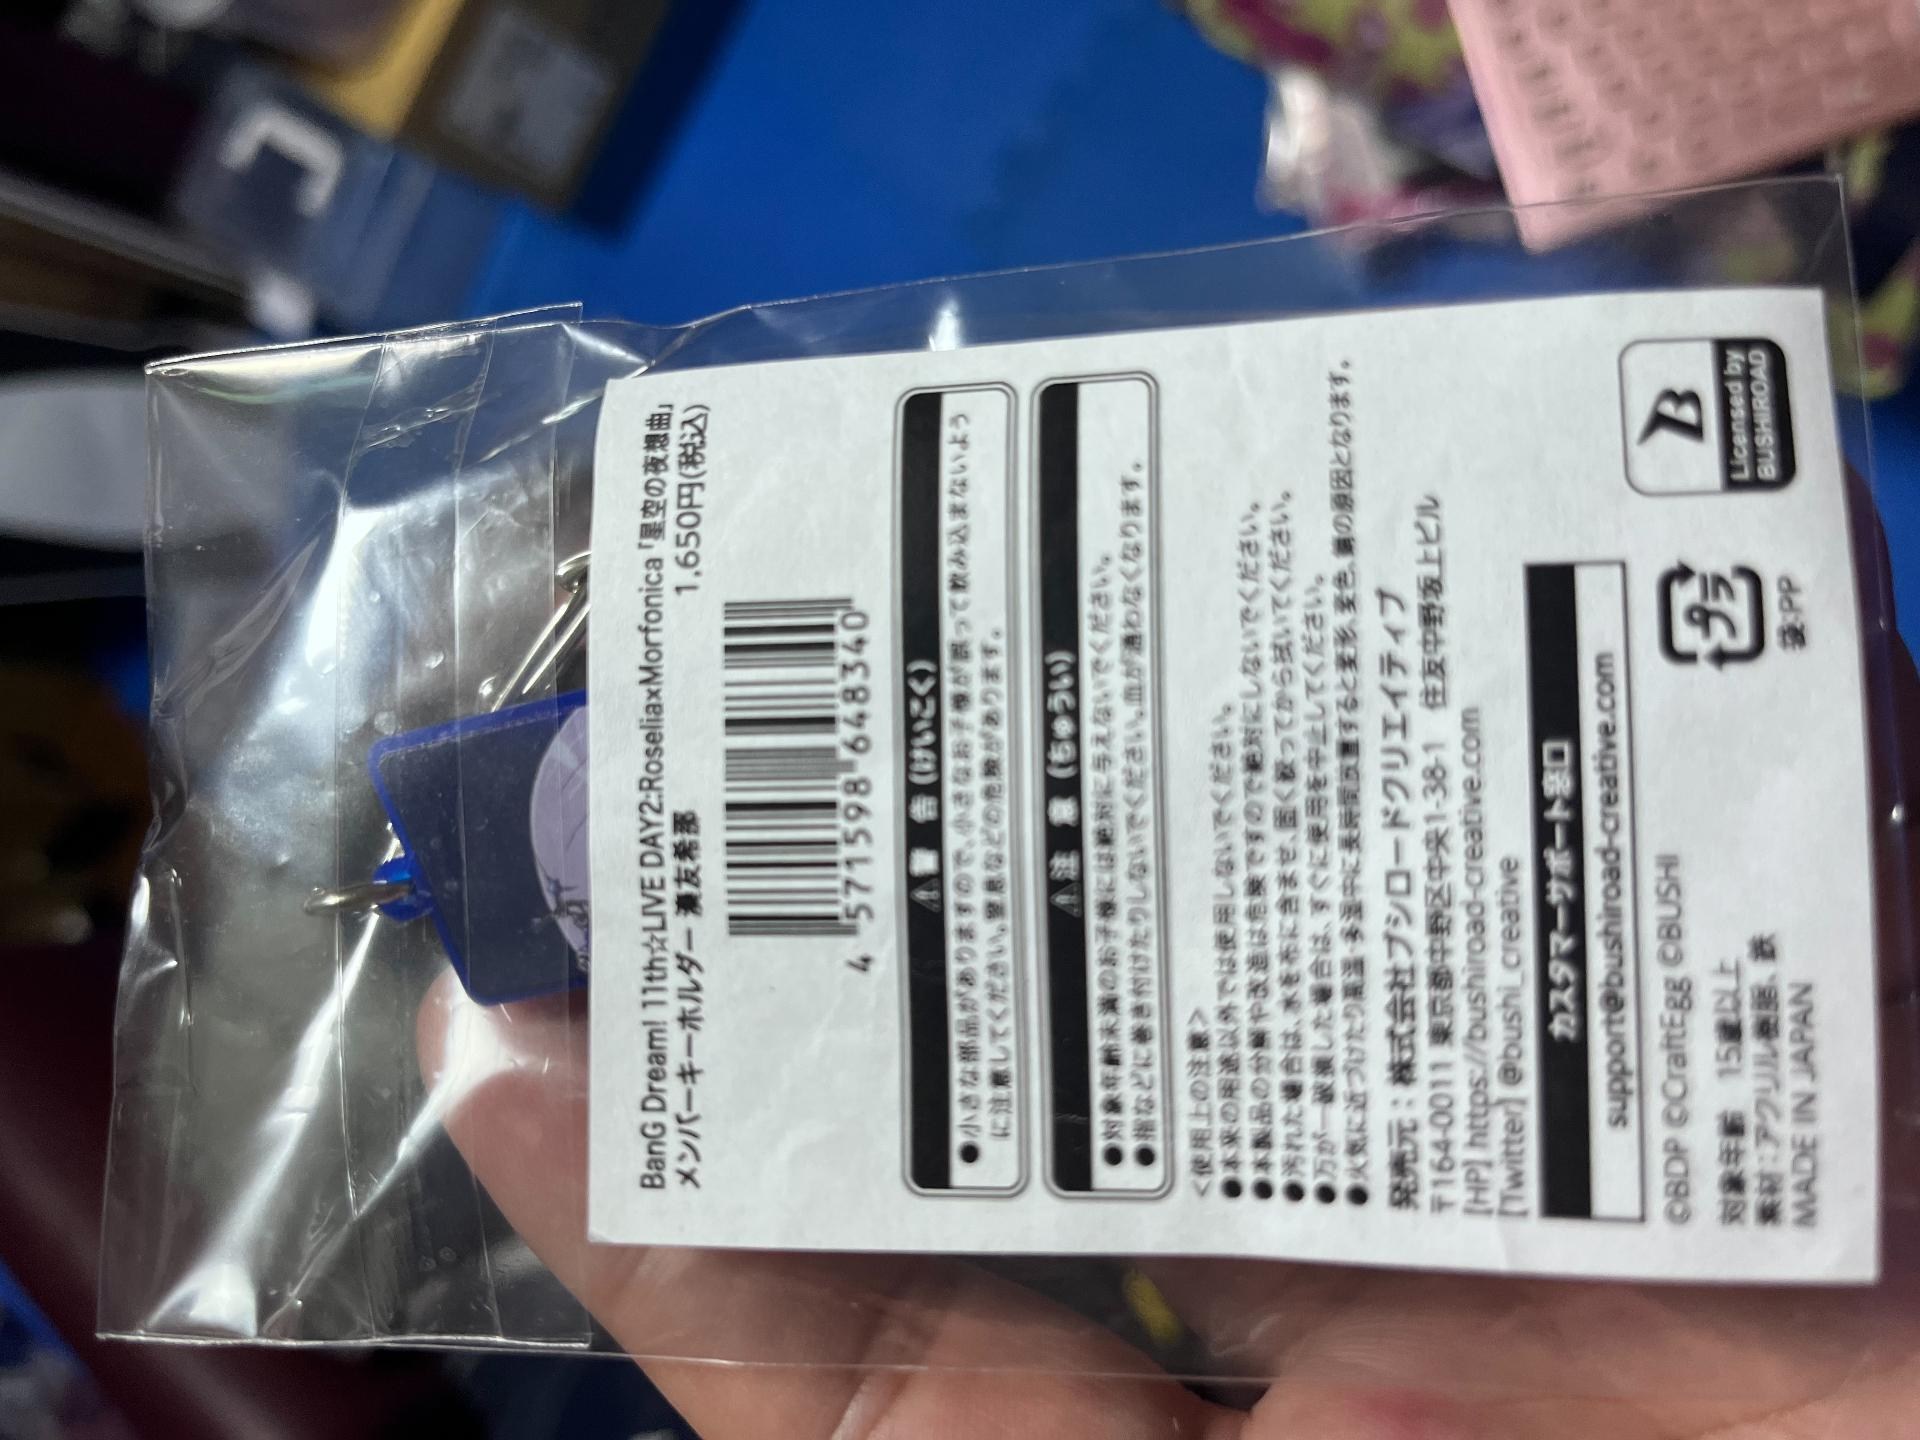 BanG Dream! 11th☆LIVE DAY2:Roselia×Morfonica「星空の夜想曲」
メンバーキーホルダー 湊友希那
1,650円(税込)
4 571598 648340
⚠警 告 (けいこく)
●小さな部品がありますので、小さなお子様が誤って飲み込まないよう
に注意してください。窒息などの危険があります。
⚠注 意 (ちゅうい)
●対象年齢未満のお子様には絶対に与えないでください。
●指などに巻き付けたりしないでください。血が通わなくなります。
<使用上の注意>
●本来の用途以外では使用しないでください。
●本製品の分解や改造は危険ですので絶対にしないでください。
●汚れた場合は、水を布に含ませ、固く絞ってから拭いてください。
●万が一破損した場合は、すぐに使用を中止してください。
●火気に近づけたり高温・多湿中に長時間放置すると変形、変色、錆の原因となります。
発売元：株式会社ブシロードクリエイティブ
〒164-0011 東京都中野区中央1-38-1 住友中野坂上ビル
[HP] https://bushiroad-creative.com
[Twitter] @bushi_creative
カスタマーサポート窓口
support@bushiroad-creative.com
©BDP ©CraftEgg ©BUSHI
対象年齢 15歳以上
素材：アクリル樹脂、鉄
MADE IN JAPAN
プラ
袋:PP
B
Licensed by
BUSHIROAD